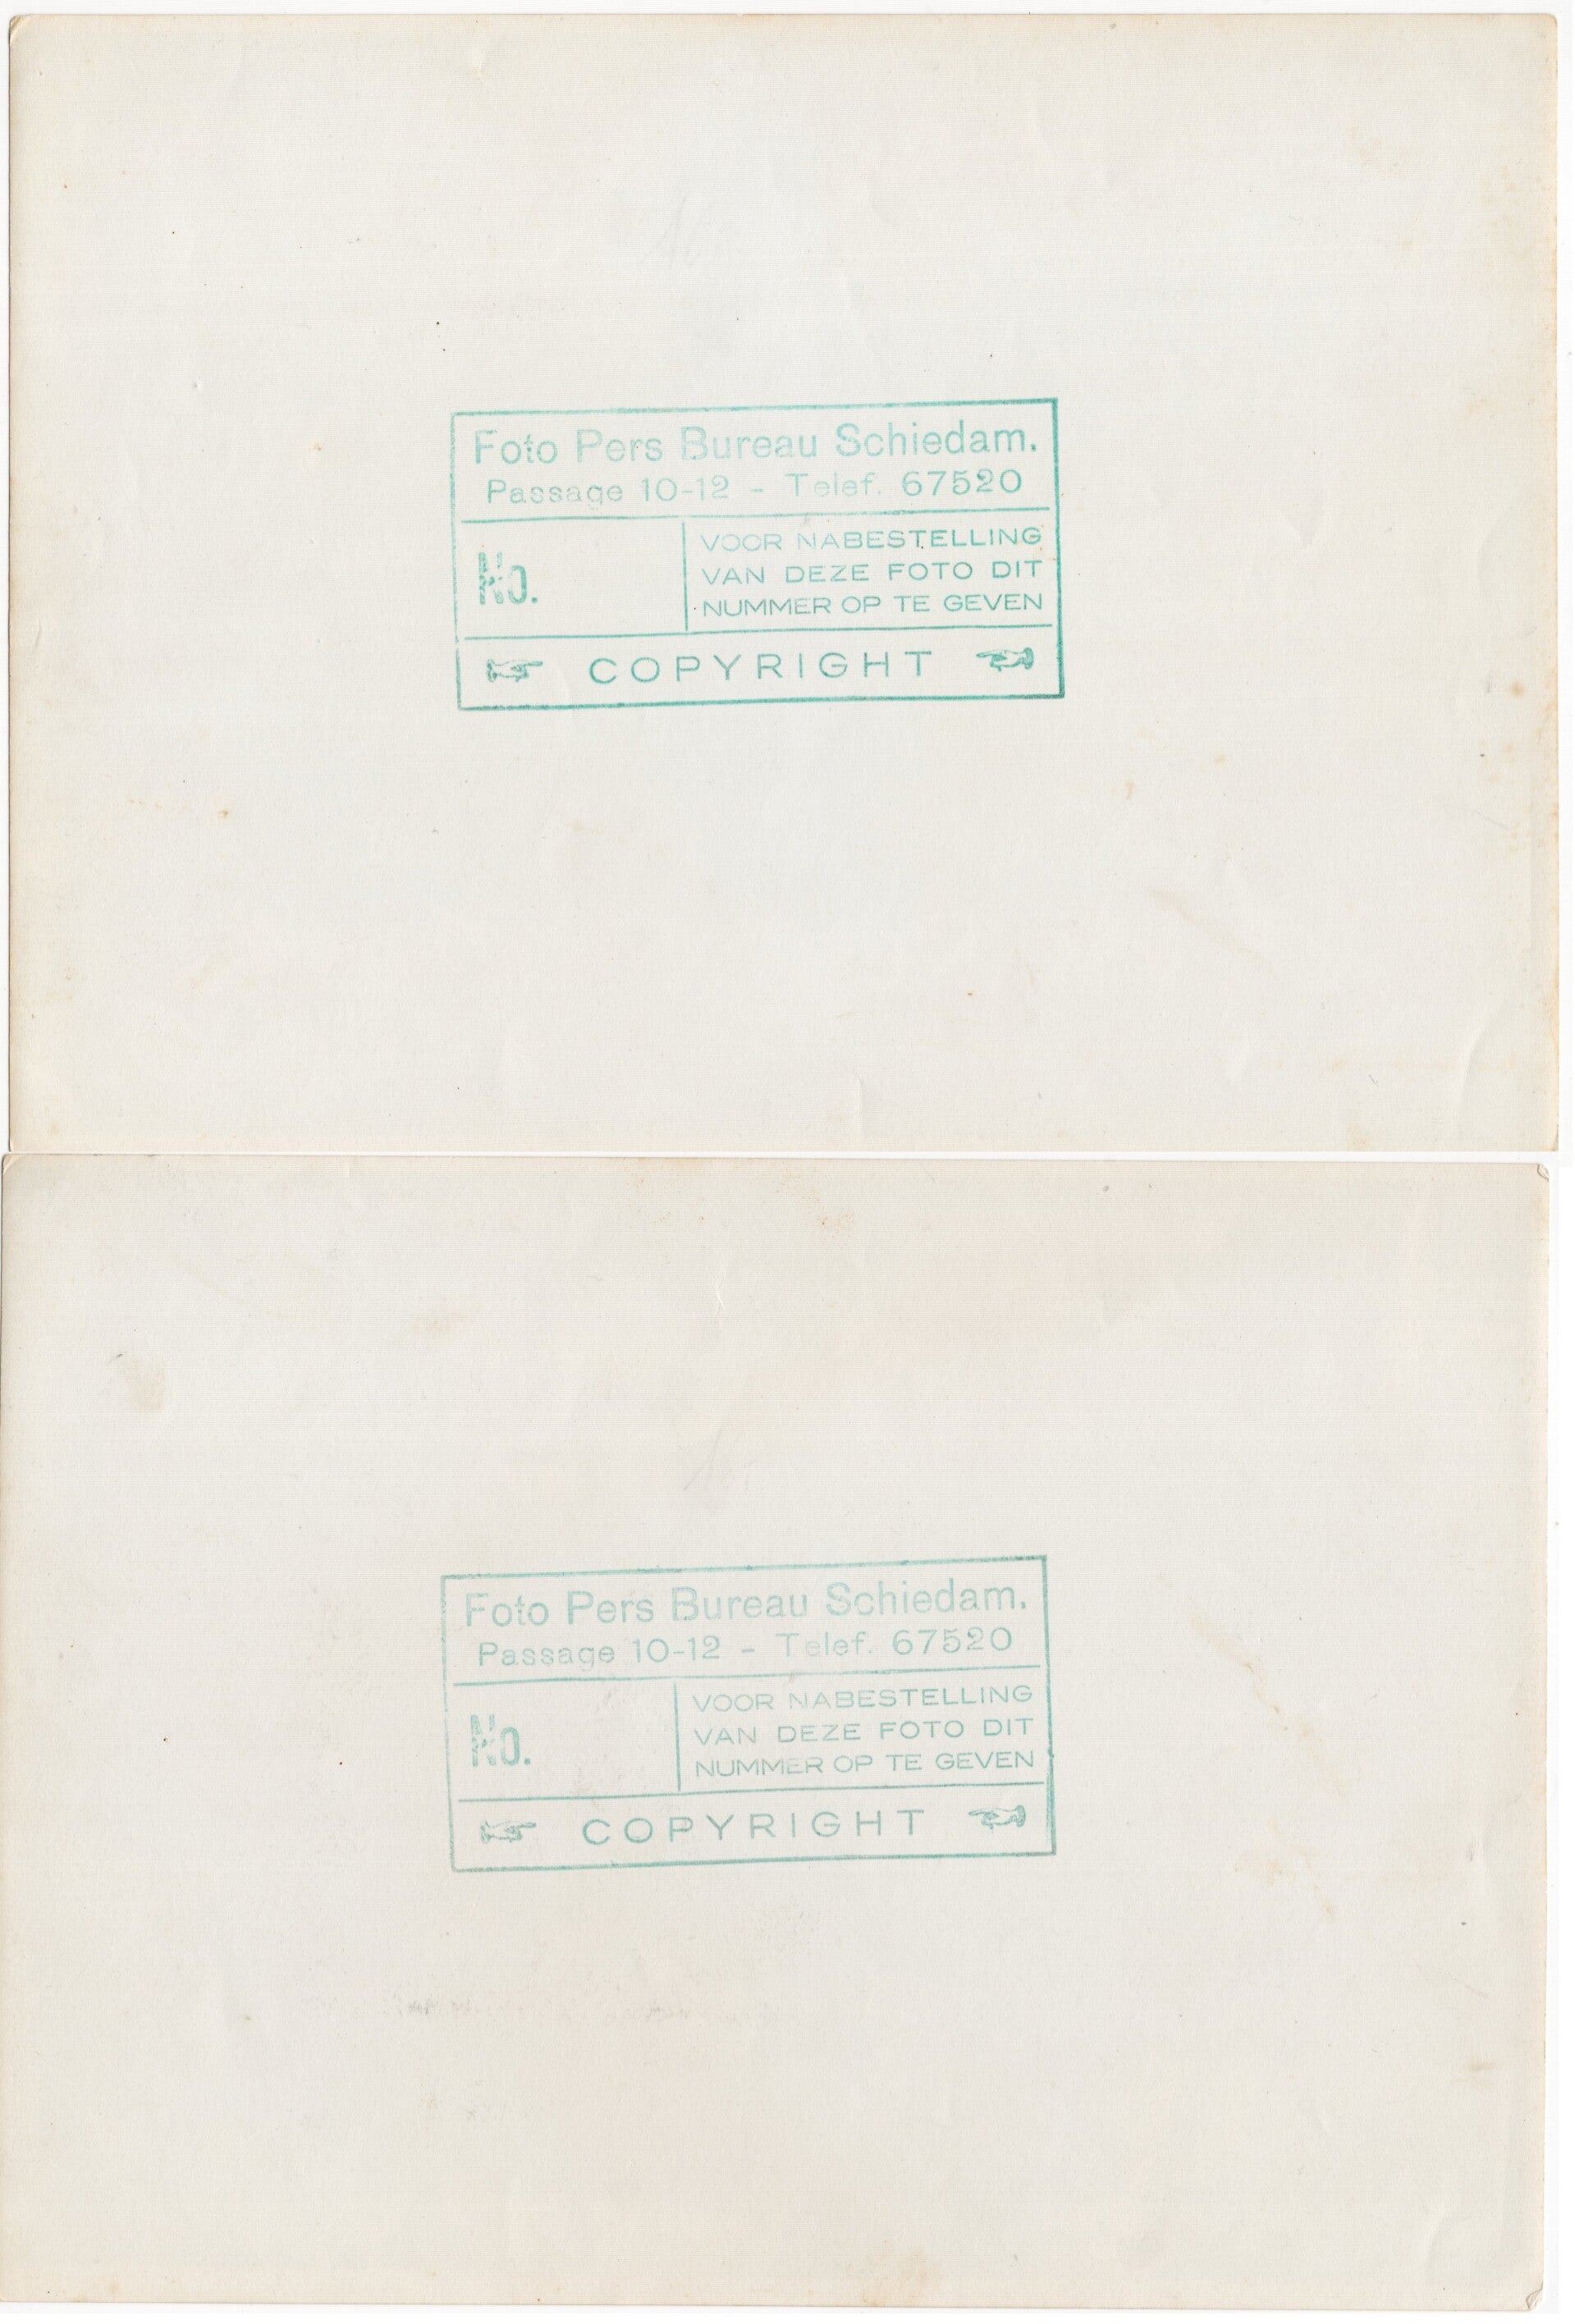 Foto Pers Bureau Schiedam.
Passage 10-12 - Telef. 67520
No.
VOOR NABESTELLING
VAN DEZE FOTO DIT
NUMMER OP TE GEVEN
COPYRIGHT
Foto Pers Bureau Schiedam.
Passage 10-12 - Telef. 67520
No.
VOOR NABESTELLING
VAN DEZE FOTO DIT
NUMMER OP TE GEVEN
COPYRIGHT